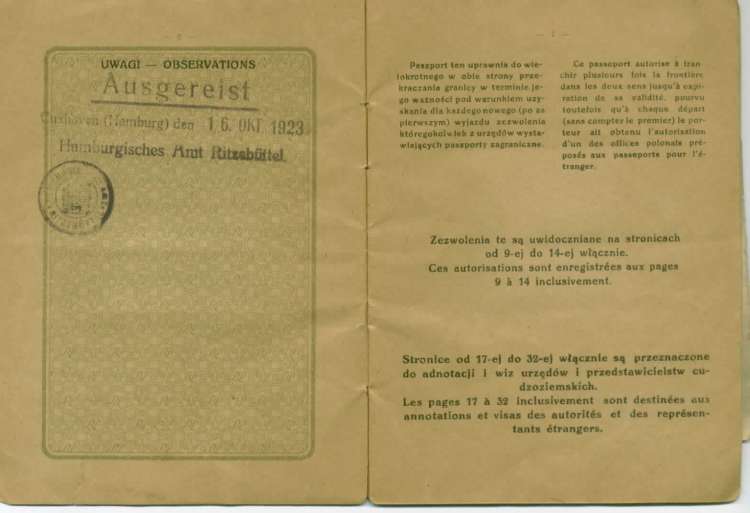 UWAGI — OBSERVATIONS
Ausgereist
Cuxhaven (Hamburg) den 16. OKT 1923
Hamburgisches Amt Ritzebüttel.
Paszport ten uprawnia do wie-
lokrotnego w obie strony prze-
kraczania granicy w terminie je-
go ważności pod warunkiem uzy-
skania dla każdego nowego (po za
pierwszym) wyjazdu zezwolenia
któregokolwiek z urzędów wysta-
wiających paszporty zagraniczne.
Ce passeport autorise à fran-
chir plusieurs fois la frontière
dans les deux sens jusqu'à expi-
ration de sa validité, pourvu
toutefois qu'à chaque départ
(sans compter le premier) le por-
teur ait obtenu l'autorisation
d'un des offices polonais pré-
posés aux passeports pour l'é-
tranger.
Zezwolenia te są uwidoczniane na stronicach
od 9-ej do 14-ej włącznie.
Ces autorisations sont enregistrées aux pages
9 à 14 inclusivement.
Stronice od 17-ej do 32-ej włącznie są przeznaczone
do adnotacji i wiz urzędów i przedstawicielstw cu-
dzoziemskich.
Les pages 17 à 32 inclusivement sont destinées aux
annotations et visas des autorités et des représen-
tants étrangers.